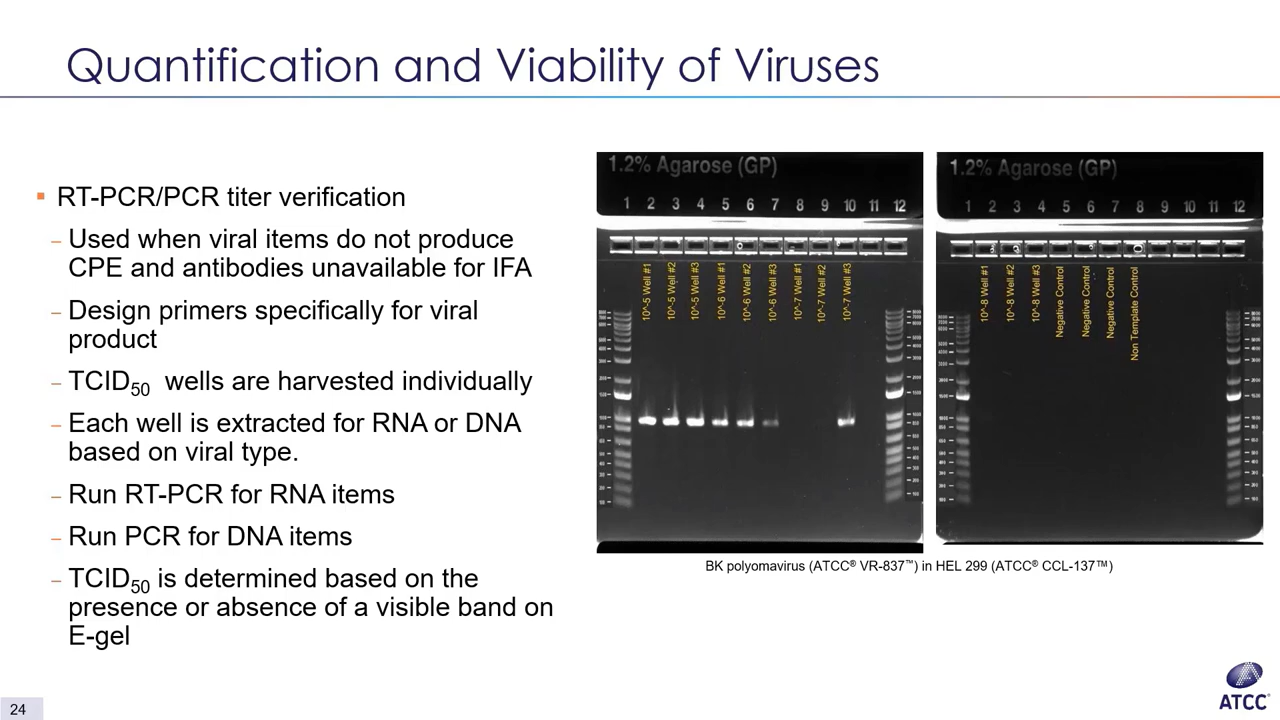 Quantification and Viability of Viruses
▪ RT-PCR/PCR titer verification
– Used when viral items do not produce
CPE and antibodies unavailable for IFA
– Design primers specifically for viral
product
– TCID50 wells are harvested individually
– Each well is extracted for RNA or DNA
based on viral type.
– Run RT-PCR for RNA items
– Run PCR for DNA items
– TCID50 is determined based on the
presence or absence of a visible band on
E-gel
1.2% Agarose (GP)
1 2 3 4 5 6 7 8 9 10 11 12
10^-5 Well #1
10^-5 Well #2
10^-5 Well #3
10^-6 Well #1
10^-6 Well #2
10^-6 Well #3
10^-7 Well #1
10^-7 Well #2
10^-7 Well #3
1.2% Agarose (GP)
1 2 3 4 5 6 7 8 9 10 11 12
10^-8 Well #1
10^-8 Well #2
10^-8 Well #3
Negative Control
Negative Control
Negative Control
Non Template Control
BK polyomavirus (ATCC® VR-837™) in HEL 299 (ATCC® CCL-137™)
24
ATCC®